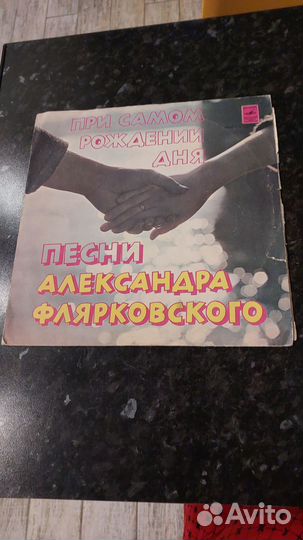 ПРИ САМОМ
РОЖДЕНИИ
ДНЯ
ПЕСНИ
АЛЕКСАНДРА
ФЛЯРКОВСКОГО
Avito